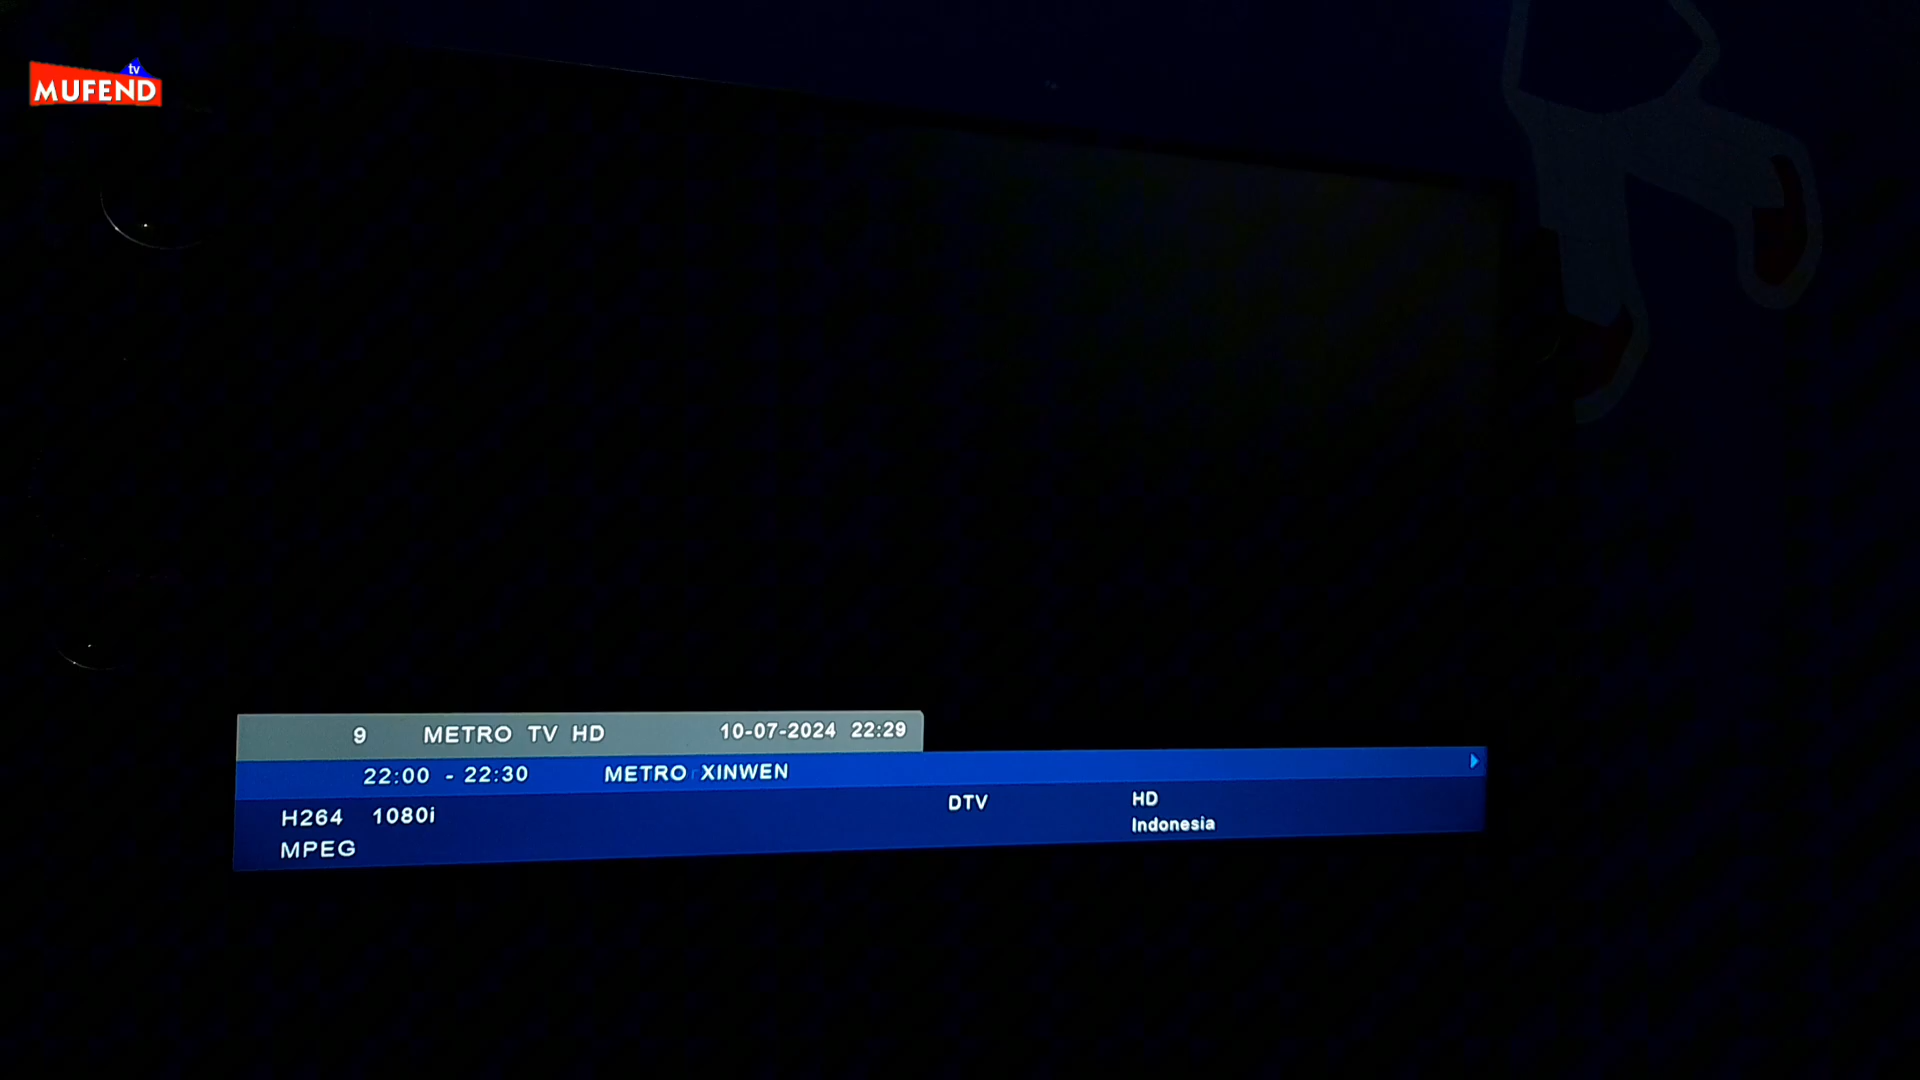 tv
MUFEND
9 METRO TV HD 10-07-2024 22:29
22:00 - 22:30 METRO XINWEN
H264 1080i DTV HD
Indonesia
MPEG